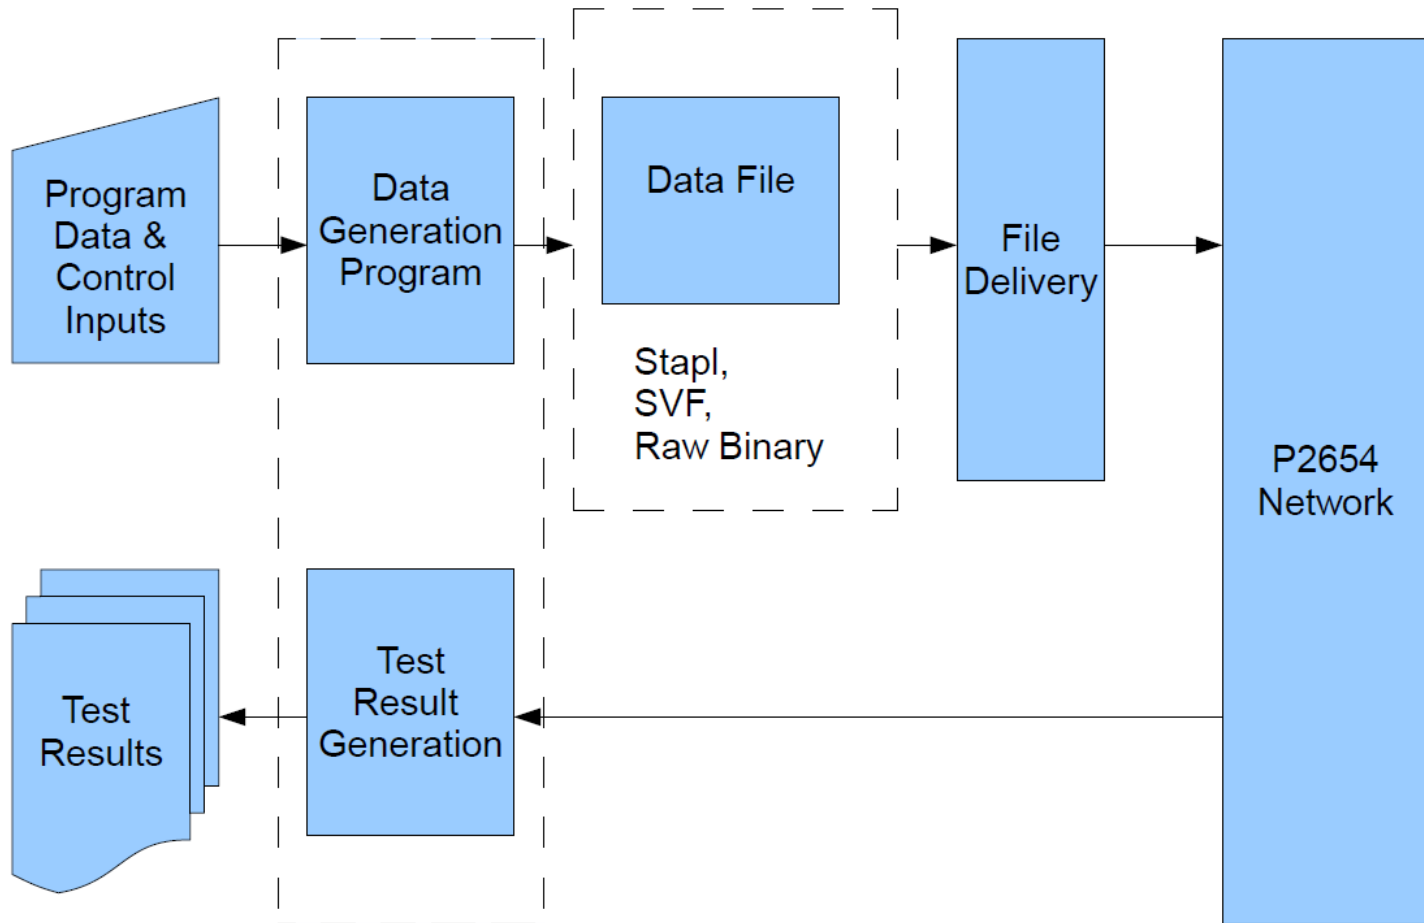 Program
Data &
Control
Inputs
Data
Generation
Program
Data File
Stapl,
SVF,
Raw Binary
File
Delivery
P2654
Network
Test
Results
Test
Result
Generation